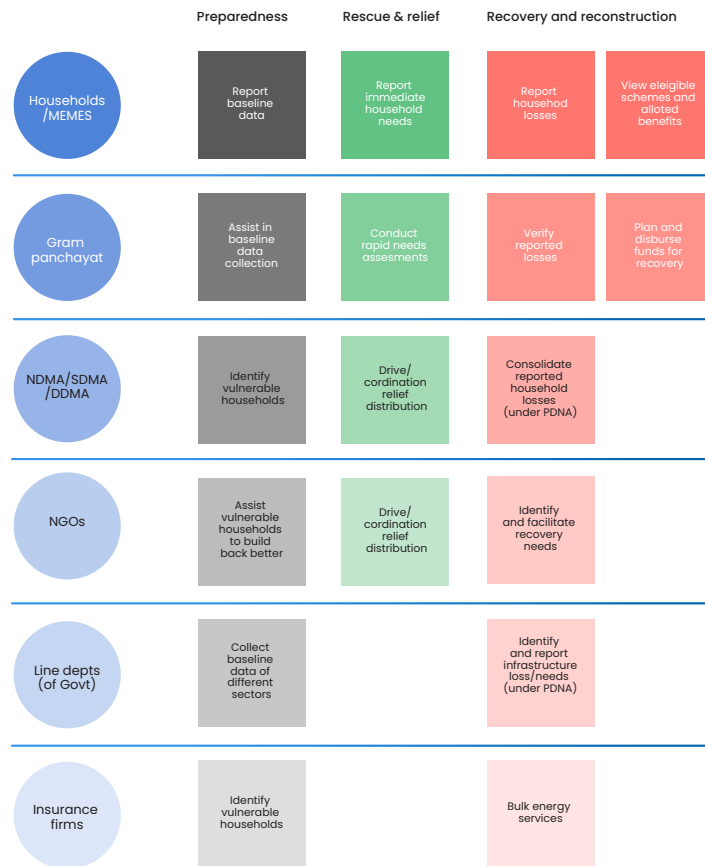 Preparedness
Rescue & relief
Recovery and reconstruction
Households
/MEMES
Report
baseline
data
Report
immediate
household
needs
Report
househod
losses
View eleigible
schemes and
alloted
benefits
Gram
panchayat
Assist in
baseline
data
collection
Conduct
rapid needs
assesments
Verify
reported
losses
Plan and
disburse
funds for
recovery
NDMA/SDMA
/DDMA
Identify
vulnerable
households
Drive/
cordination
relief
distribution
Consolidate
reported
household
losses
(under PDNA)
NGOs
Assist
vulnerable
households
to build
back better
Drive/
cordination
relief
distribution
Identify
and facilitate
recovery
needs
Line depts
(of Govt)
Collect
baseline
data of
different
sectors
Identify
and report
infrastructure
loss/needs
(under PDNA)
Insurance
firms
Identify
vulnerable
households
Bulk energy
services